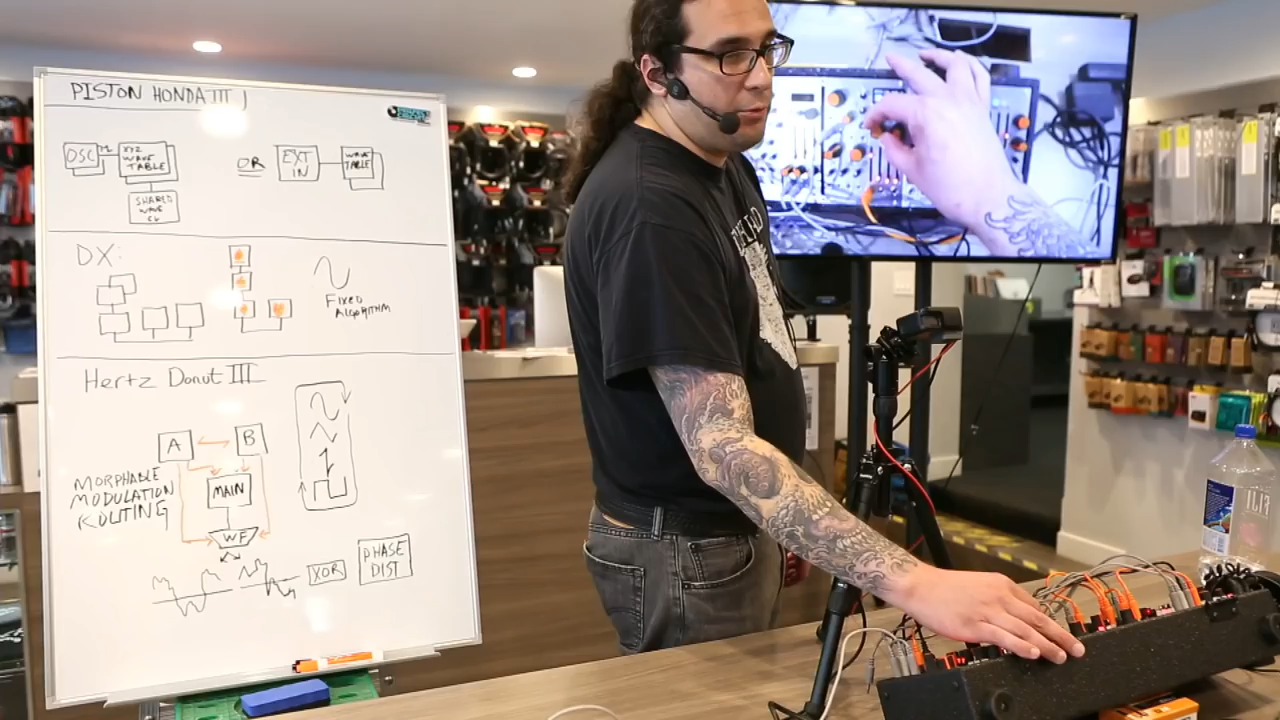 PISTON HONDA III
OSC
XYZ
WAVE
TABLE
OR
EXT
IN
WAVE
TABLE
SHARED
WAVE
DX:
FIXED
ALGORITHM
Hertz Donut III
A
B
MORPHABLE
MODULATION
ROUTING
MAIN
WF
XOR
PHASE
DIST
FIJI